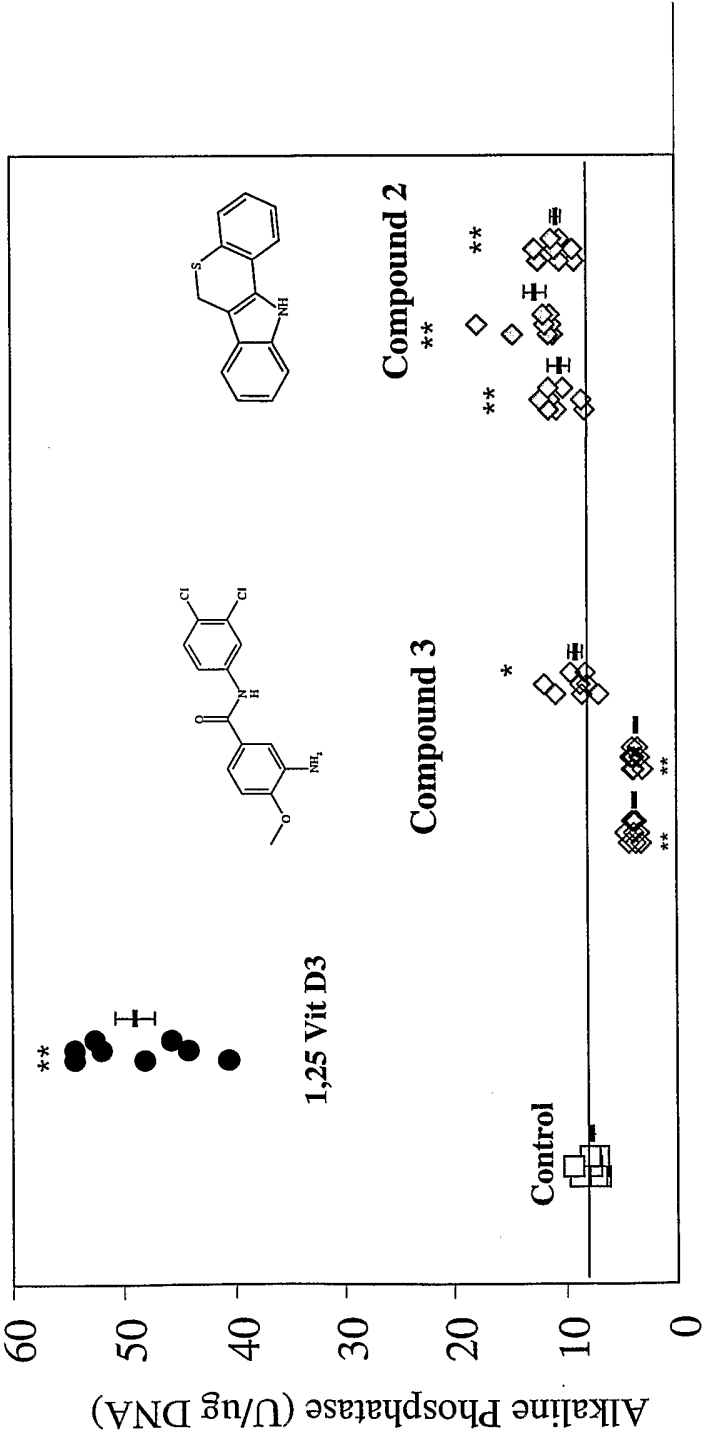 Alkaline Phosphatase (U/ug DNA)
60
50
40
30
20
10
0
Control
**
1,25 Vit D3
O
NH₂
O
N
H
Cl
Cl
Compound 3
**
**
*
S
NH
Compound 2
**
**
**